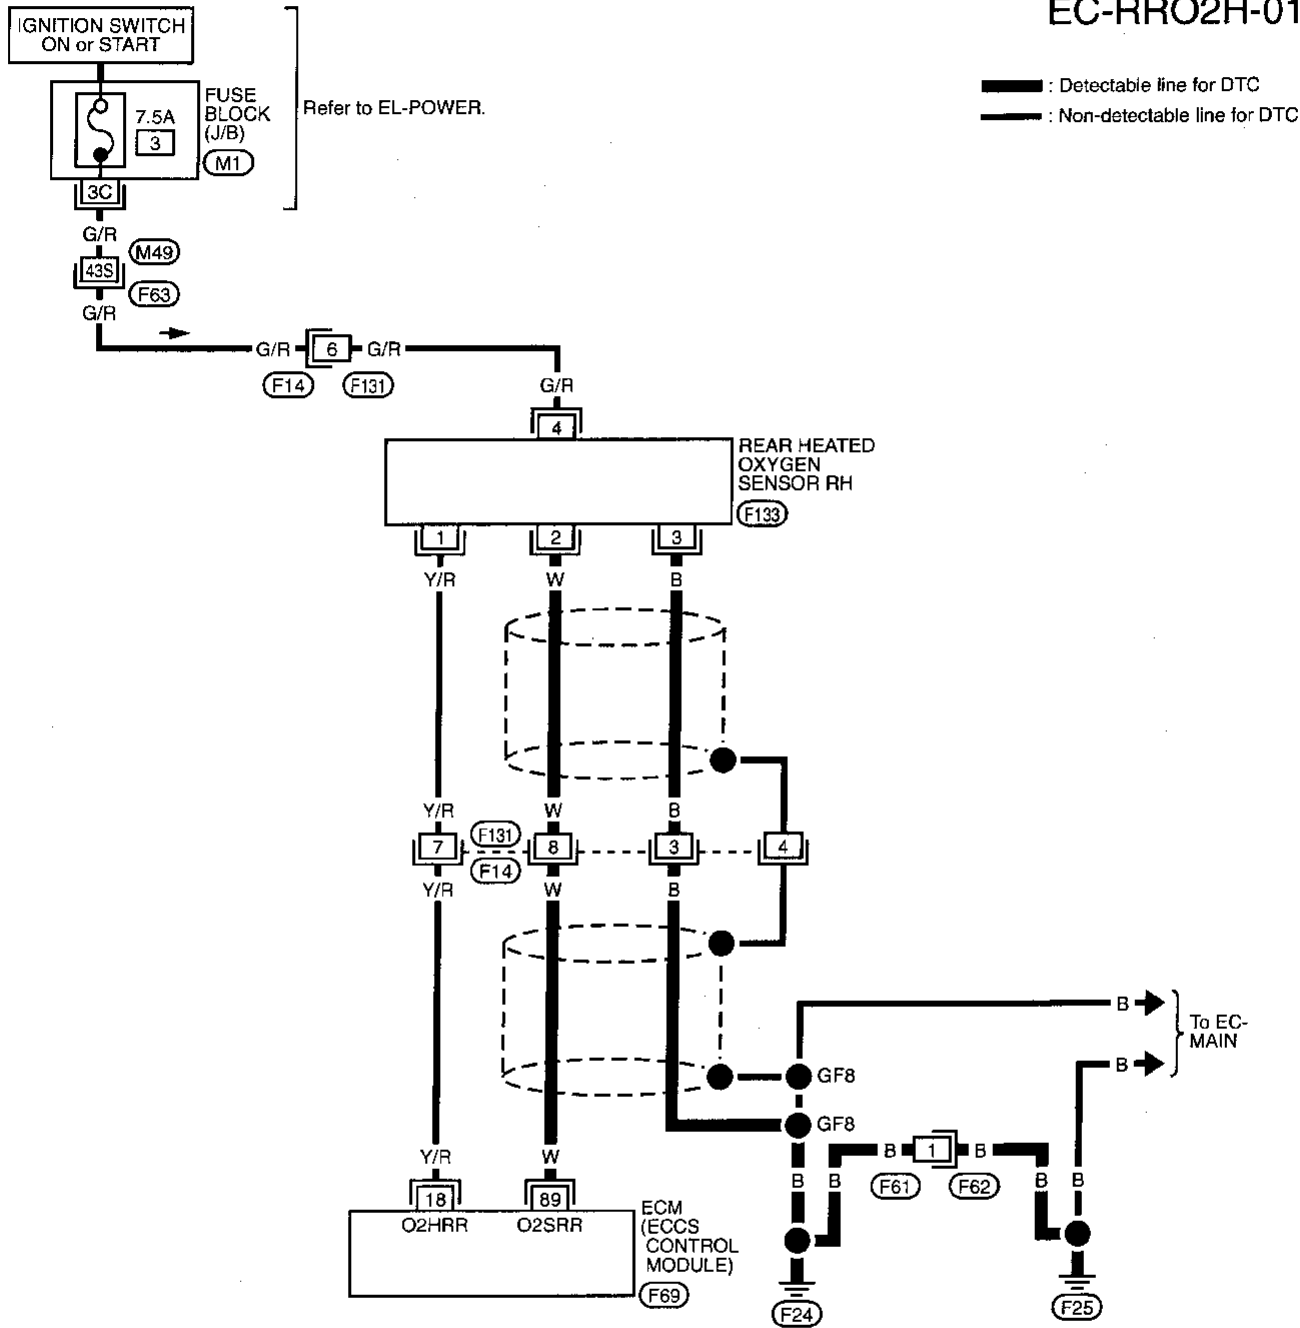 EC-RRO2H-01
IGNITION SWITCH
ON or START
7.5A
3
FUSE
BLOCK
(J/B)
M1
Refer to EL-POWER.
: Detectable line for DTC
: Non-detectable line for DTC
3C
G/R
M49
43S
F63
G/R
G/R
6
G/R
F14
F131
G/R
4
REAR HEATED
OXYGEN
SENSOR RH
F133
1
2
3
Y/R
W
B
Y/R
W
B
7
F131
F14
8
3
4
Y/R
W
B
B
To EC-
MAIN
B
GF8
GF8
B
1
B
F61
F62
Y/R
W
B
B
B
B
18
89
O2HRR
O2SRR
ECM
(ECCS
CONTROL
MODULE)
F69
F24
F25